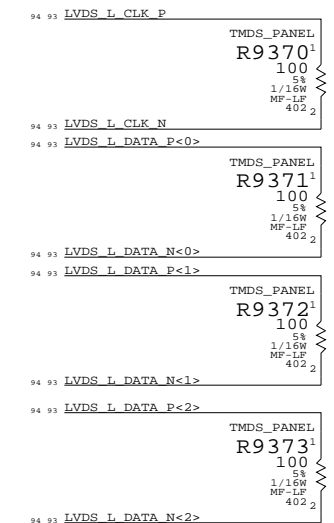 94 93 LVDS_L_CLK_P
TMDS_PANEL
R9370 1
100
5%
1/16W
MF-LF
402 2
94 93 LVDS_L_CLK_N
94 93 LVDS_L_DATA_P<0>
TMDS_PANEL
R9371 1
100
5%
1/16W
MF-LF
402 2
94 93 LVDS_L_DATA_N<0>
94 93 LVDS_L_DATA_P<1>
TMDS_PANEL
R9372 1
100
5%
1/16W
MF-LF
402 2
94 93 LVDS_L_DATA_N<1>
94 93 LVDS_L_DATA_P<2>
TMDS_PANEL
R9373 1
100
5%
1/16W
MF-LF
402 2
94 93 LVDS_L_DATA_N<2>